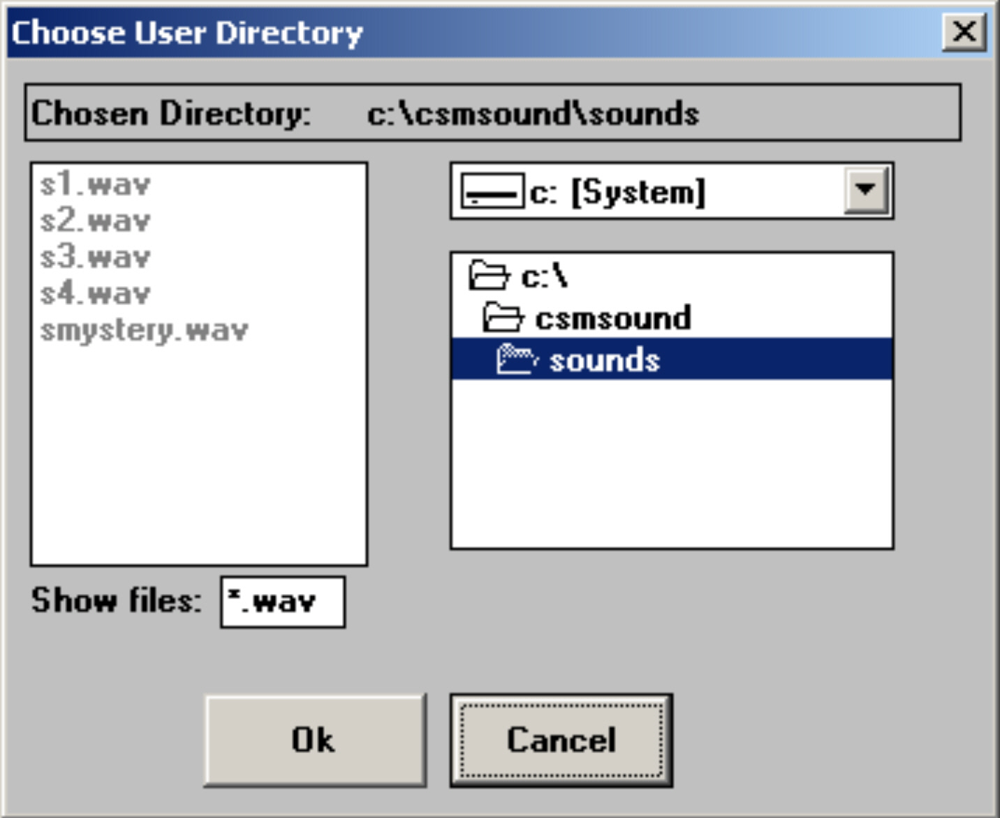 Choose User Directory
Chosen Directory: c:\csmsound\sounds
s1.wav
s2.wav
s3.wav
s4.wav
smystery.wav
c: [System]
c:\
csmsound
sounds
Show files: *.wav
Ok Cancel